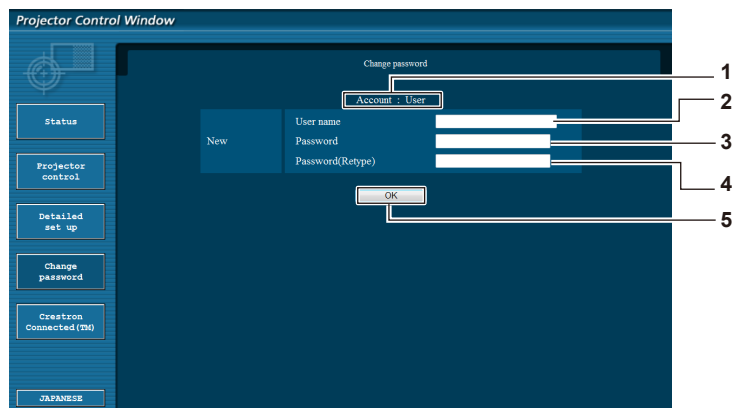 Projector Control Window
Change password
1
Account : User
2
Status
User name
New
Password
3
Password(Retype)
Projector
control
4
OK
5
Detailed
set up
Change
password
Crestron
Connected(TM)
JAPANESE